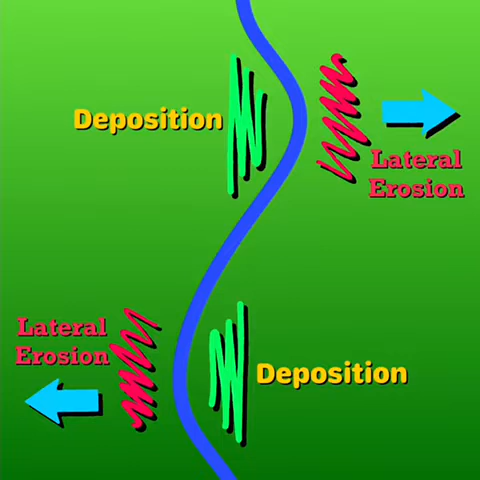 Deposition
Lateral
Erosion
Lateral
Erosion
Deposition